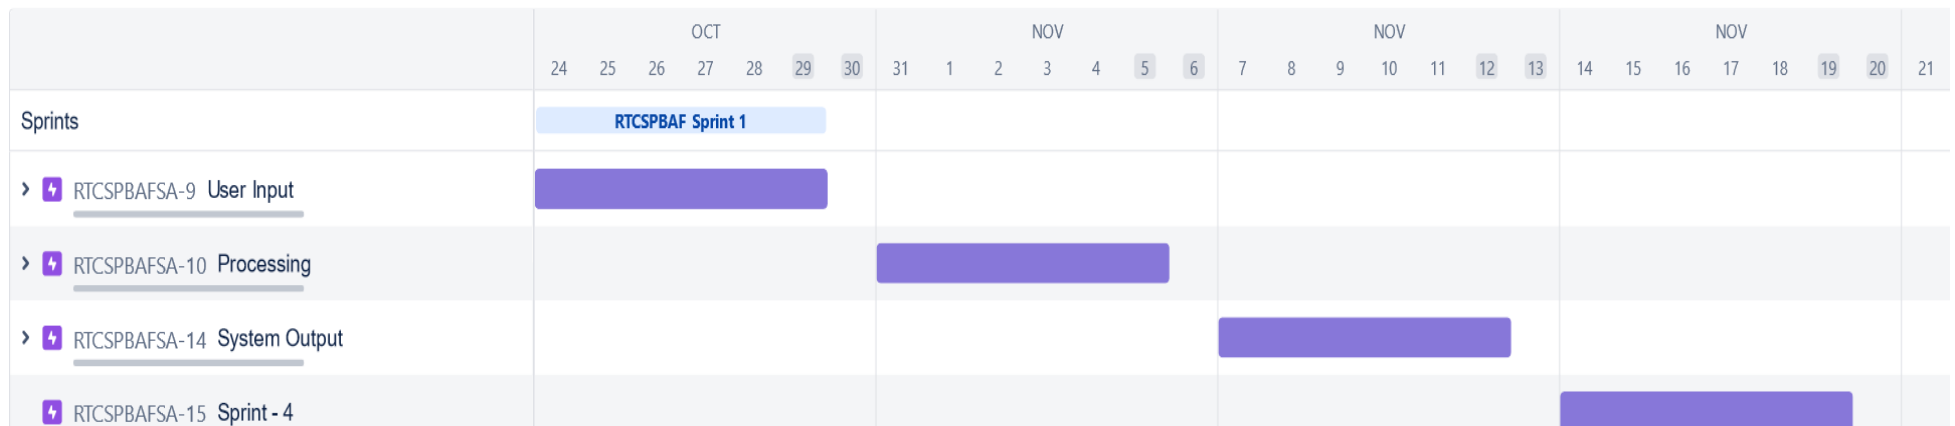 OCT NOV NOV NOV
24 25 26 27 28 29 30 31 1 2 3 4 5 6 7 8 9 10 11 12 13 14 15 16 17 18 19 20 21
Sprints RTCSPBAF Sprint 1
RTCSPBAFSA-9 User Input
RTCSPBAFSA-10 Processing
RTCSPBAFSA-14 System Output
RTCSPBAFSA-15 Sprint - 4